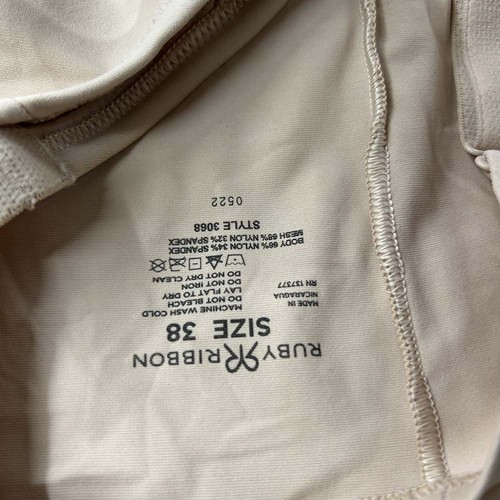 RUBY RIBBON
SIZE 38
MACHINE WASH COLD
DO NOT BLEACH
LAY FLAT TO DRY
DO NOT IRON
DO NOT DRY CLEAN
MADE IN
NICARAGUA
RN 137577
BODY 66% NYLON 34% SPANDEX
MESH 68% NYLON 32% SPANDEX
STYLE 3068
0522